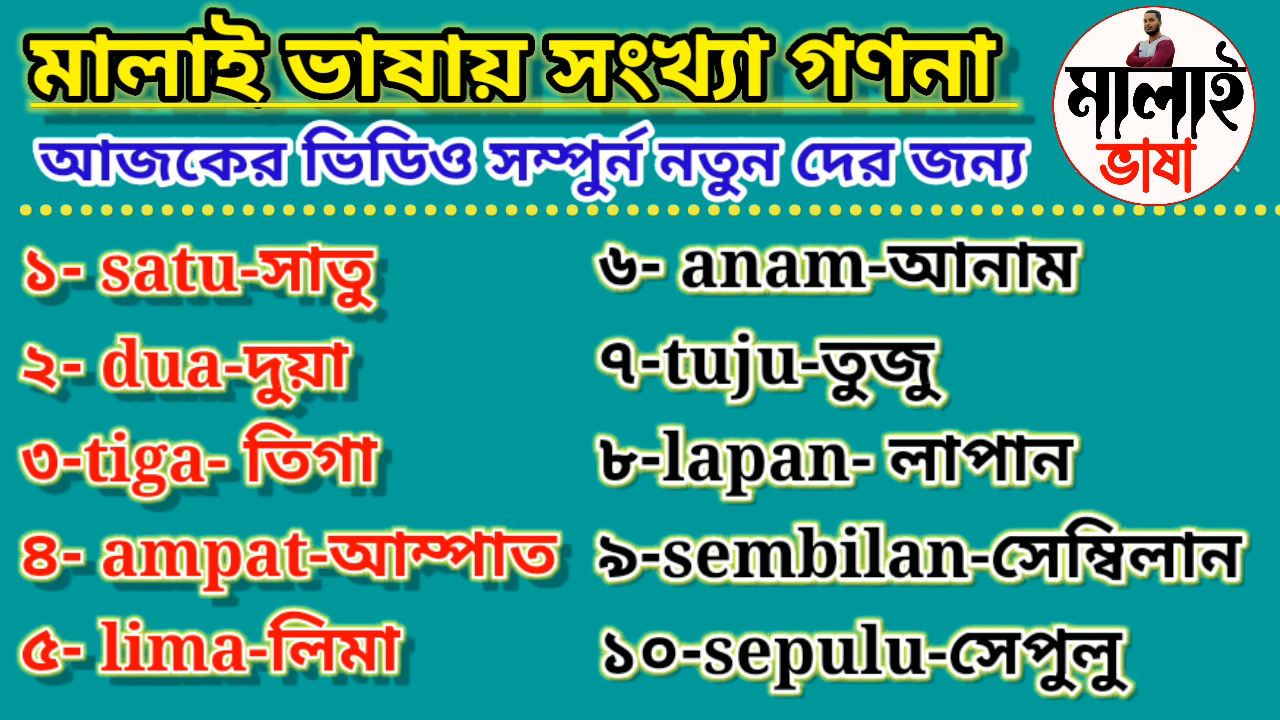 মালাই ভাষায় সংখ্যা গণনা
আজকের ভিডিও সম্পুর্ন নতুন দের জন্য
মালাই
ভাষা
১- satu-সাতু
২- dua-দুয়া
৩-tiga- তিগা
৪- ampat-আম্পাত
৫- lima-লিমা
৬- anam-আনাম
৭-tuju-তুজু
৮-lapan- লাপান
৯-sembilan-সেম্বিলান
১০-sepulu-সেপুলু